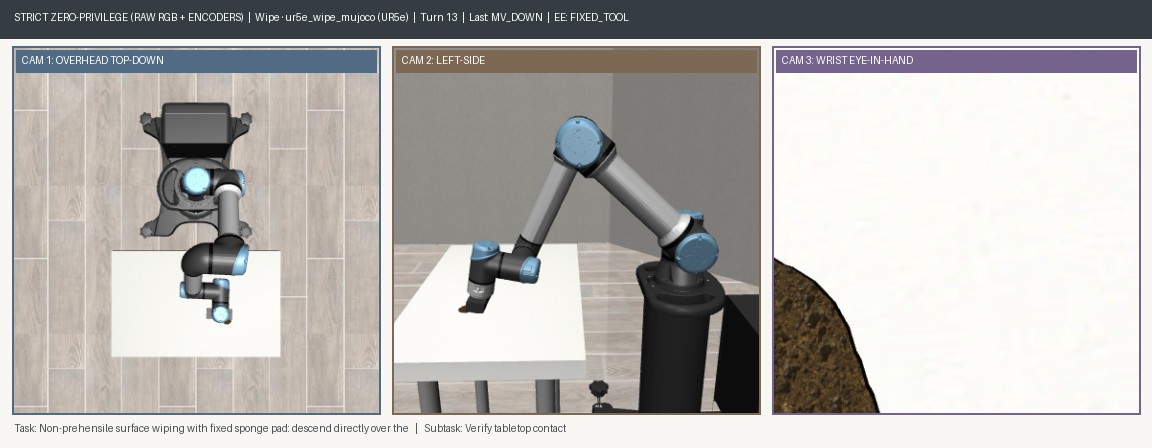 STRICT ZERO-PRIVILEGE (RAW RGB + ENCODERS) | Wipe · ur5e_wipe_mujoco (UR5e) | Turn 13 | Last MV_DOWN | EE: FIXED_TOOL
CAM 1: OVERHEAD TOP-DOWN
CAM 2: LEFT-SIDE
CAM 3: WRIST EYE-IN-HAND
Task: Non-prehensile surface wiping with fixed sponge pad: descend directly over the | Subtask: Verify tabletop contact